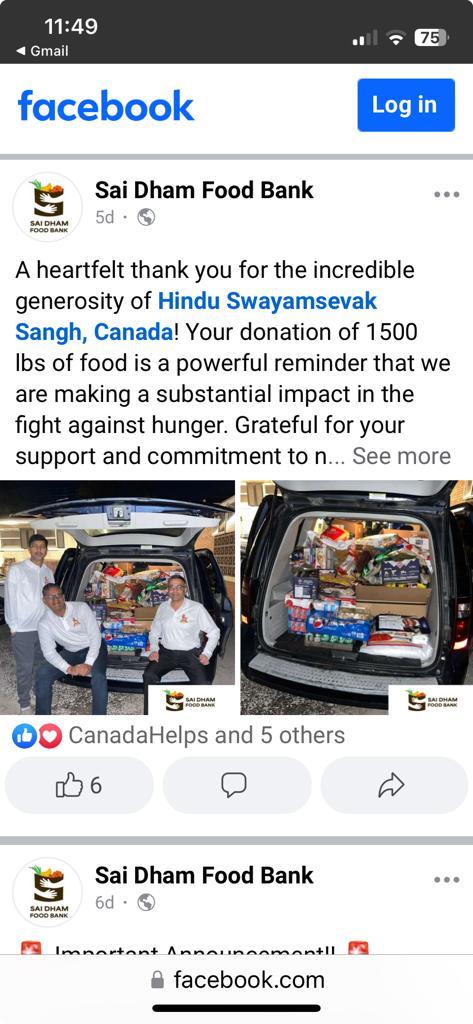 11:49
75
◀ Gmail
facebook
Log in
SAI DHAM
FOOD BANK
Sai Dham Food Bank
5d ·
A heartfelt thank you for the incredible
generosity of Hindu Swayamsevak
Sangh, Canada! Your donation of 1500
lbs of food is a powerful reminder that we
are making a substantial impact in the
fight against hunger. Grateful for your
support and commitment to n... See more
SAI DHAM
FOOD BANK
SAI DHAM
FOOD BANK
CanadaHelps and 5 others
6
SAI DHAM
FOOD BANK
Sai Dham Food Bank
6d ·
🚨 Important Announcement!! 🚨
facebook.com